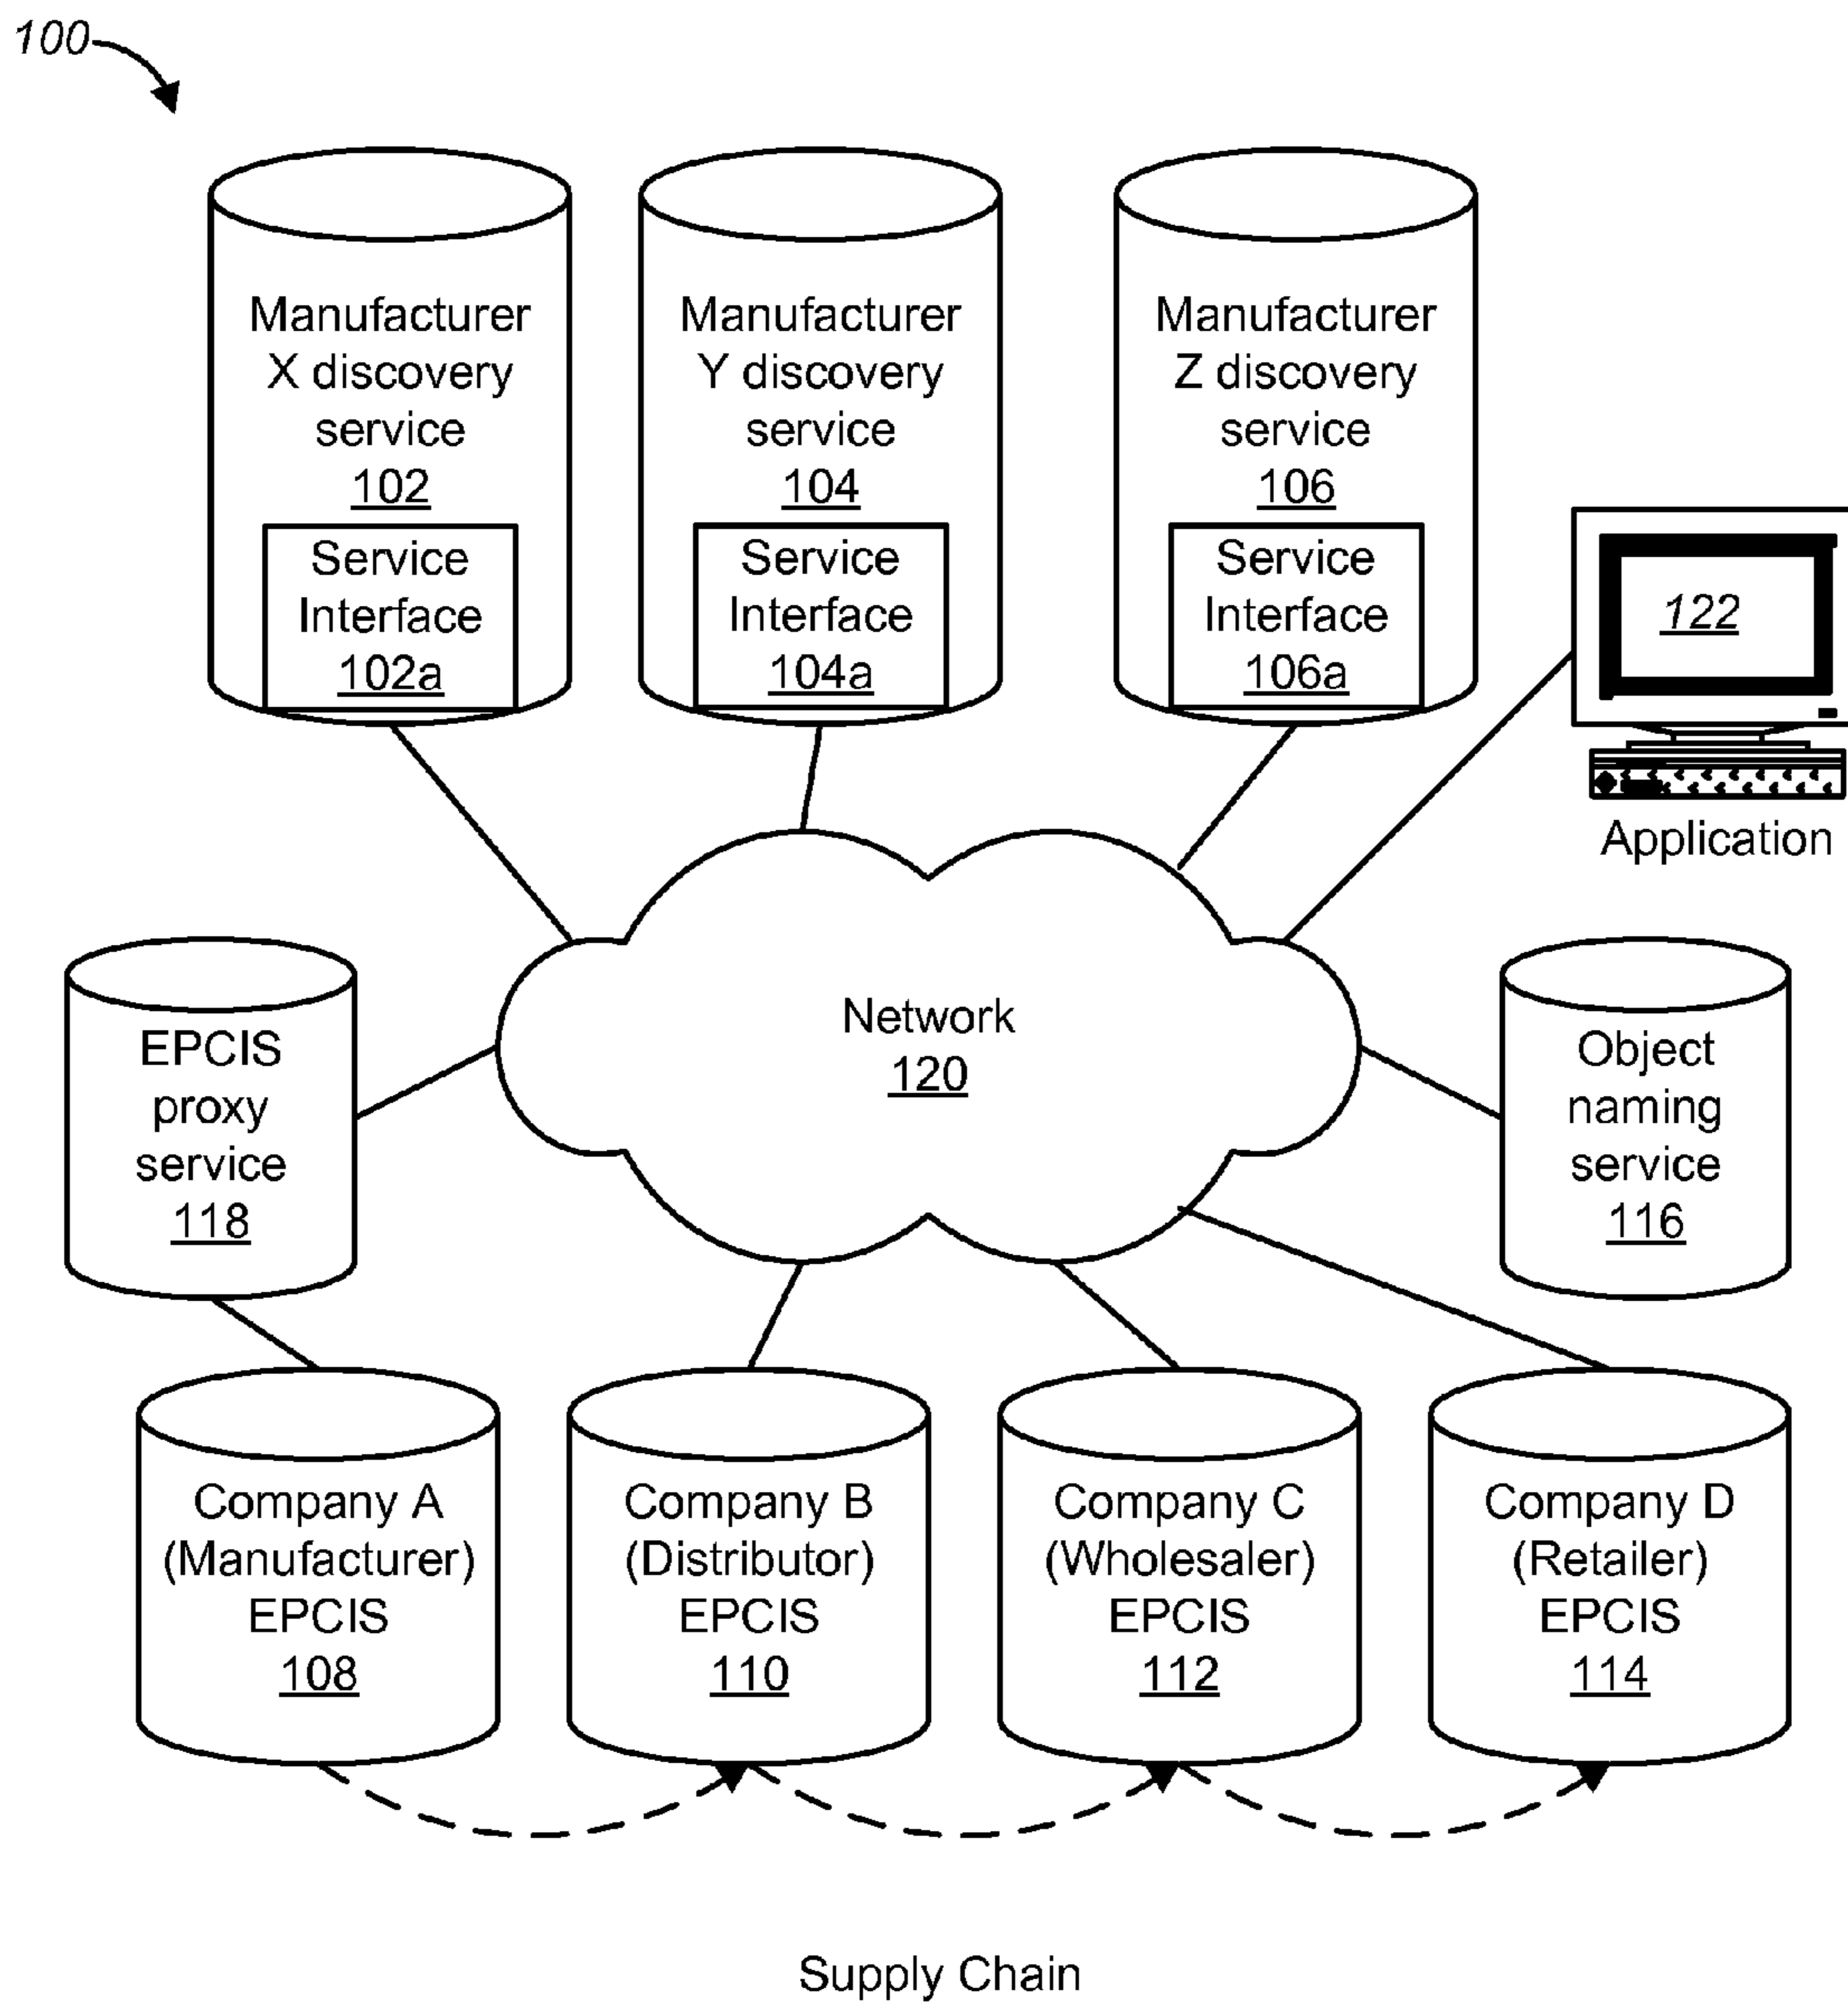 100
Manufacturer
X discovery
service
102
Service
Interface
102a
Manufacturer
Y discovery
service
104
Service
Interface
104a
Manufacturer
Z discovery
service
106
Service
Interface
106a
122
Application
EPCIS
proxy
service
118
Network
120
Object
naming
service
116
Company A
(Manufacturer)
EPCIS
108
Company B
(Distributor)
EPCIS
110
Company C
(Wholesaler)
EPCIS
112
Company D
(Retailer)
EPCIS
114
Supply Chain